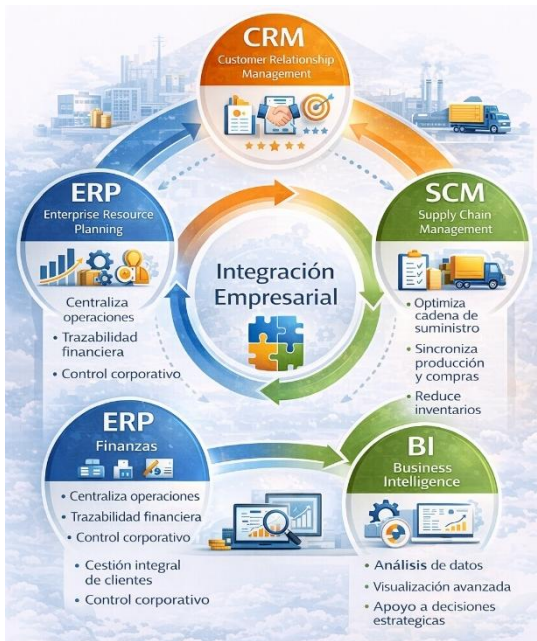 CRM
Customer Relationship
Management
ERP
Enterprise Resource
Planning
Centraliza
operaciones
• Trazabilidad
financiera
• Control corporativo
SCM
Supply Chain
Management
• Optimiza
cadena de
suministro
• Sincroniza
producción
y compras
• Reduce
inventarios
Integración
Empresarial
ERP
Finanzas
• Centraliza operaciones
• Trazabilidad financiera
• Control corporativo
• Cestión integral
de clientes
• Control corporativo
BI
Business
Intelligence
• Análisis de datos
• Visualización avanzada
• Apoyo a decisiones
estrategicas